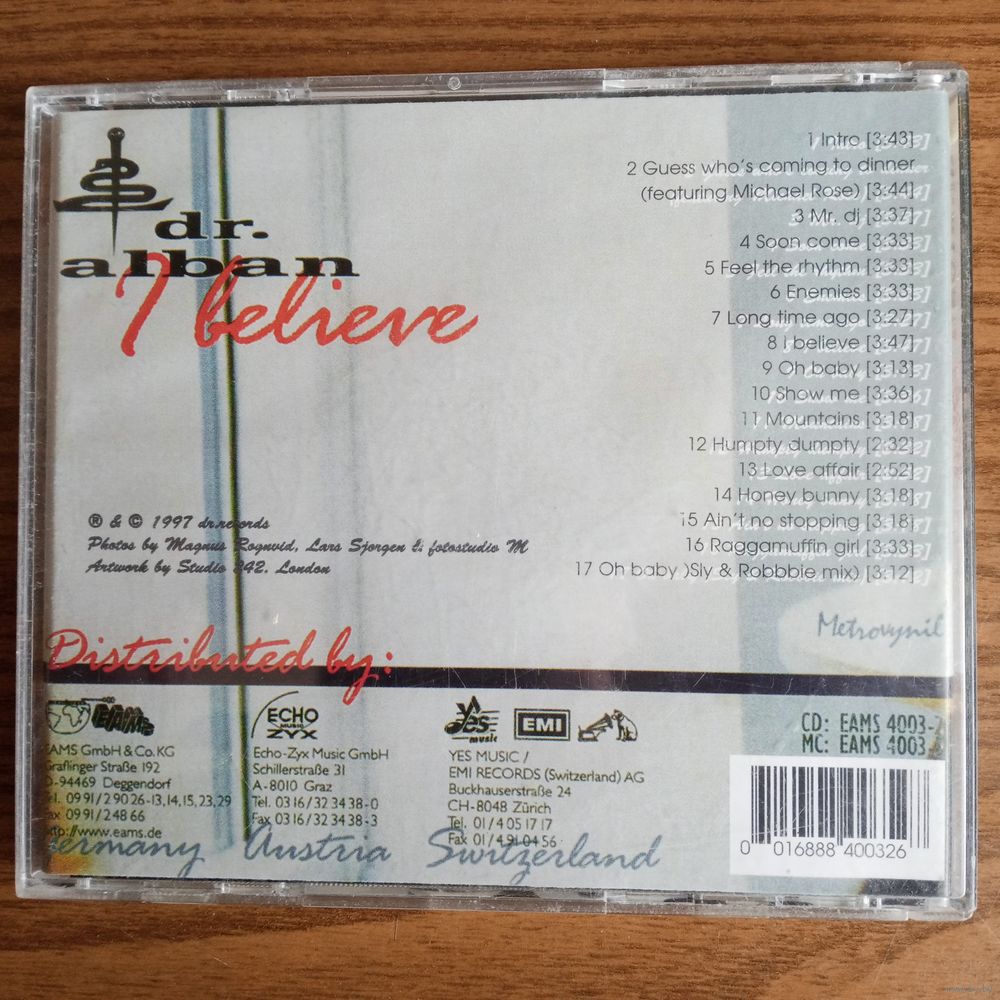 dr.
alban
I believe
1 Intro [3:43]
2 Guess who's coming to dinner
(featuring Michael Rose) [3:44]
3 Mr. dj [3:37]
4 Soon come [3:33]
5 Feel the rhythm [3:33]
6 Enemies [3:33]
7 Long time ago [3:27]
8 I believe [3:47]
9 Oh baby [3:13]
10 Show me [3:36]
11 Mountains [3:18]
12 Humpty dumpty [2:32]
13 Love affair [2:52]
14 Honey bunny [3:18]
15 Ain't no stopping [3:18]
16 Raggamuffin girl [3:33]
17 Oh baby )Sly & Robbbie mix) [3:12]
® & © 1997 dr.records
Photos by Magnus Rognvid, Lars Sjorgen & fotostudio M
Artwork by Studio 342. London
Metrovynil
Distributed by:
EAMS
EAMS GmbH & Co. KG
Graflinger Straße 192
D-94469 Deggendorf
Tel. 09 91/2 90 26-13,14,15,23,29
Fax 09 91/2 48 66
http://www.eams.de
Germany
ECHO
MUSIC
ZYX
Echo-Zyx Music GmbH
Schillerstraße 31
A-8010 Graz
Tel. 03 16/32 34 38-0
Fax 03 16/32 34 38-3
Austria
Yes
music
EMI
YES MUSIC /
EMI RECORDS (Switzerland) AG
Buckhauserstraße 24
CH-8048 Zürich
Tel. 01/4 05 17 17
Fax 01/4 91 04 56
Switzerland
CD: EAMS 4003-2
MC: EAMS 4003
0 016888 400326